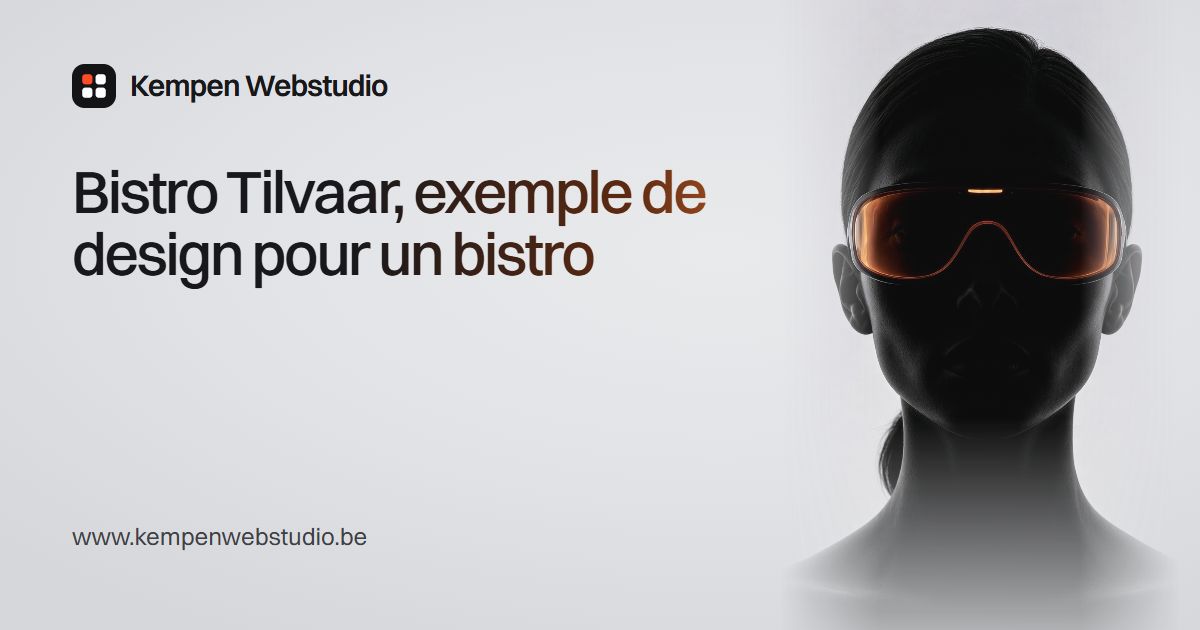 Kempen Webstudio
Bistro Tilvaar, exemple de
design pour un bistro
www.kempenwebstudio.be